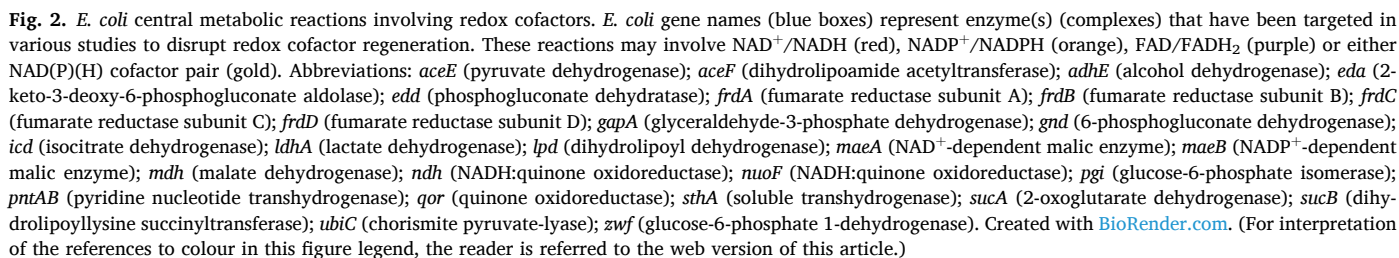 Fig. 2. E. coli central metabolic reactions involving redox cofactors. E. coli gene names (blue boxes) represent enzyme(s) (complexes) that have been targeted in
various studies to disrupt redox cofactor regeneration. These reactions may involve NAD⁺/NADH (red), NADP⁺/NADPH (orange), FAD/FADH₂ (purple) or either
NAD(P)(H) cofactor pair (gold). Abbreviations: aceE (pyruvate dehydrogenase); aceF (dihydrolipoamide acetyltransferase); adhE (alcohol dehydrogenase); eda (2-
keto-3-deoxy-6-phosphogluconate aldolase); edd (phosphogluconate dehydratase); frdA (fumarate reductase subunit A); frdB (fumarate reductase subunit B); frdC
(fumarate reductase subunit C); frdD (fumarate reductase subunit D); gapA (glyceraldehyde-3-phosphate dehydrogenase); gnd (6-phosphogluconate dehydrogenase);
icd (isocitrate dehydrogenase); ldhA (lactate dehydrogenase); lpd (dihydrolipoyl dehydrogenase); maeA (NAD⁺-dependent malic enzyme); maeB (NADP⁺-dependent
malic enzyme); mdh (malate dehydrogenase); ndh (NADH:quinone oxidoreductase); nuoF (NADH:quinone oxidoreductase); pgi (glucose-6-phosphate isomerase);
pntAB (pyridine nucleotide transhydrogenase); qor (quinone oxidoreductase); sthA (soluble transhydrogenase); sucA (2-oxoglutarate dehydrogenase); sucB (dihy-
drolipoyllysine succinyltransferase); ubiC (chorismite pyruvate-lyase); zwf (glucose-6-phosphate 1-dehydrogenase). Created with BioRender.com. (For interpretation
of the references to colour in this figure legend, the reader is referred to the web version of this article.)